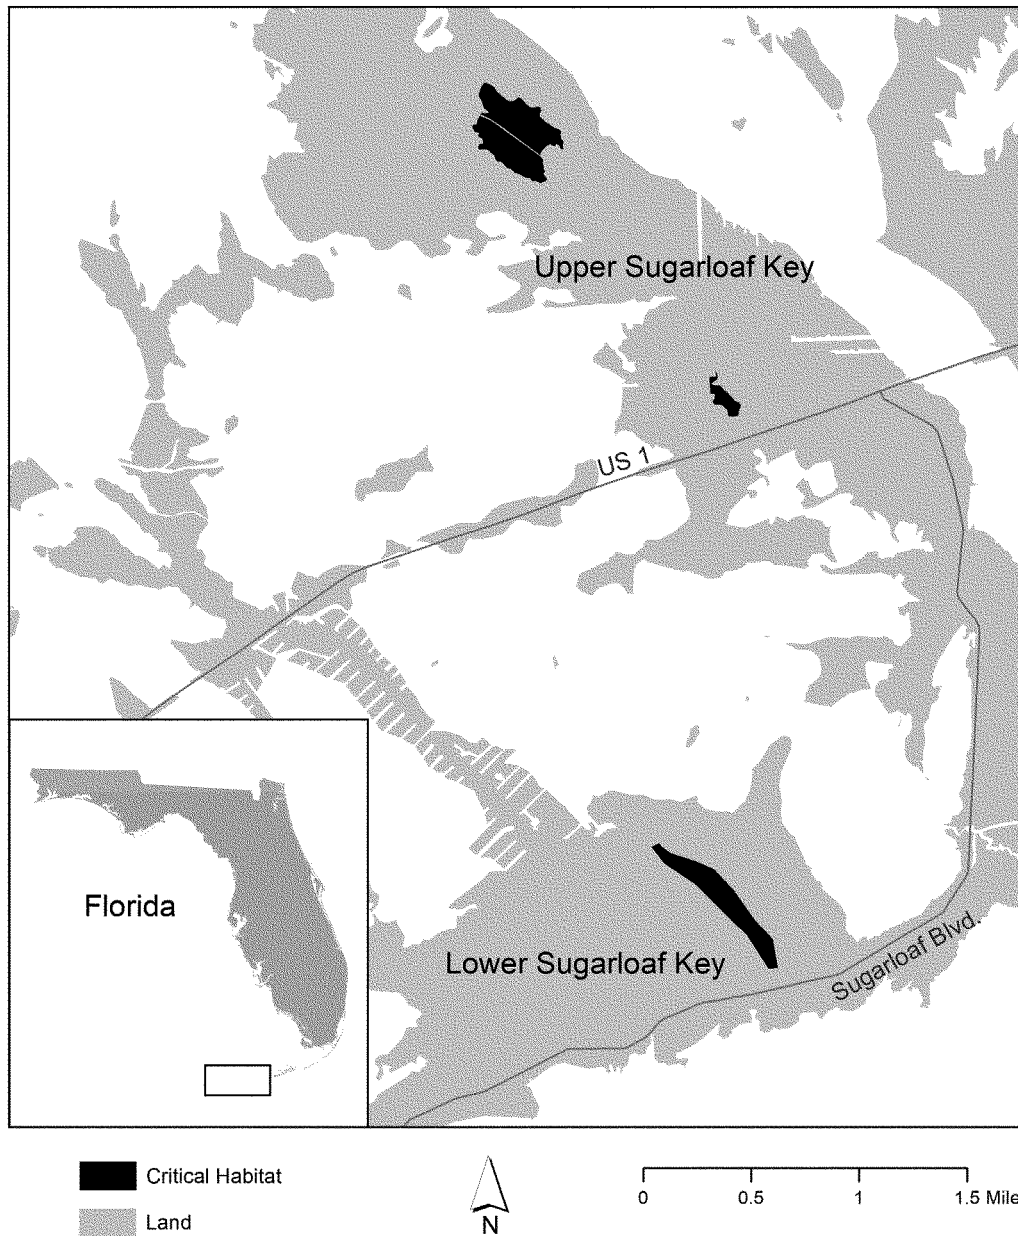 Upper Sugarloaf Key
US 1
Florida
Lower Sugarloaf Key
Sugarloaf Blvd.
Critical Habitat
Land
N
0 0.5 1 1.5 Mile